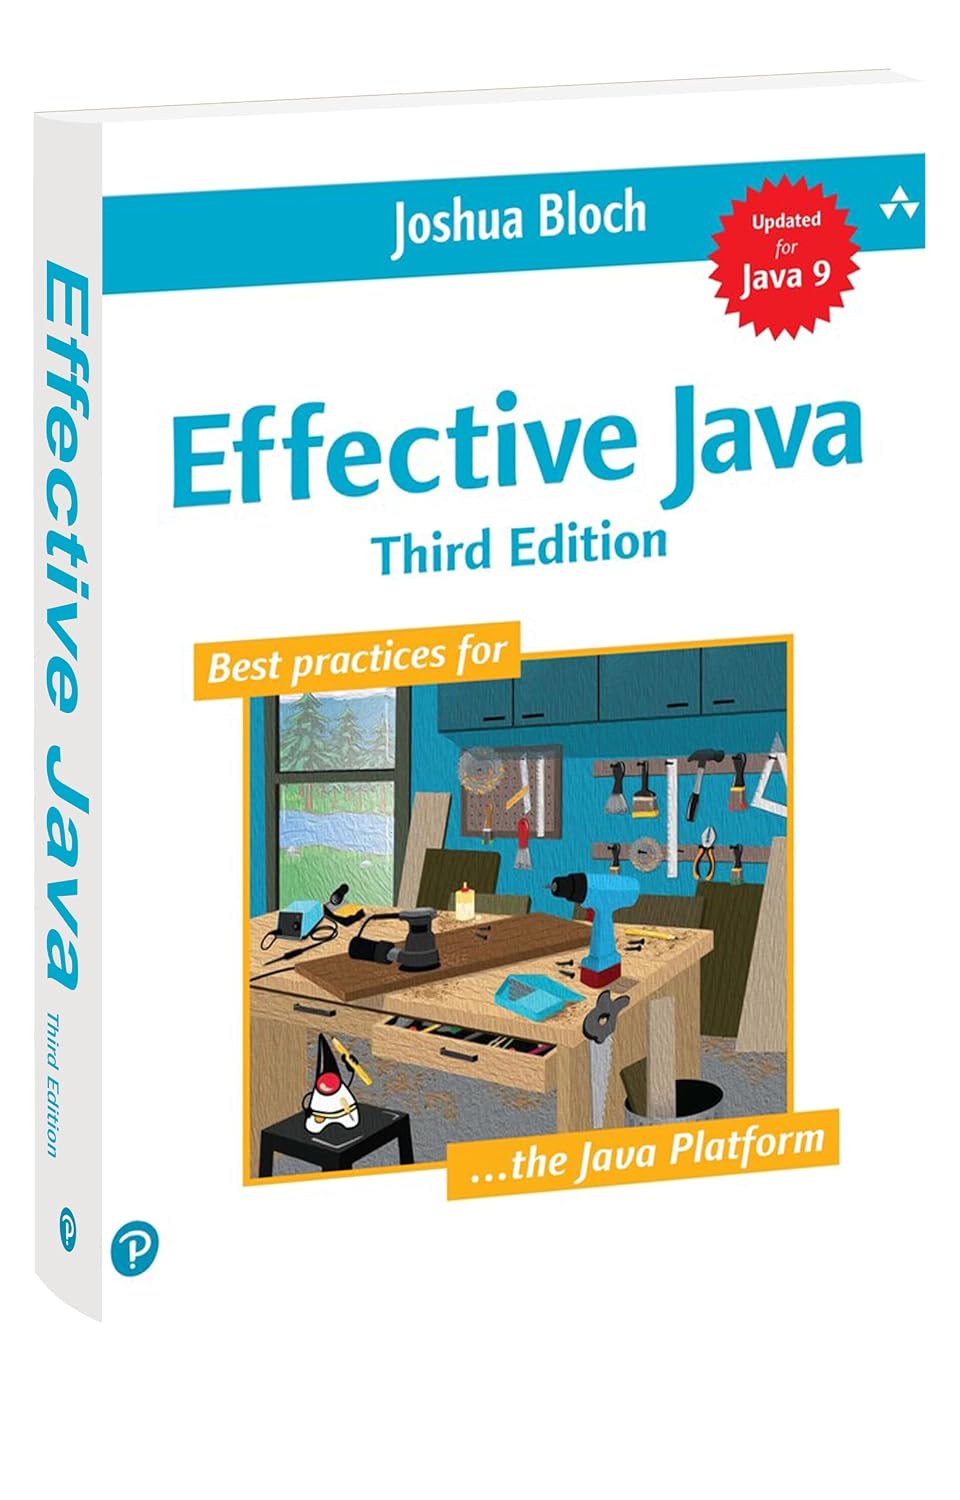 Joshua Bloch
Updated
for
Java 9
Effective Java
Third Edition
Best practices for
...the Java Platform
Effective Java
Third Edition